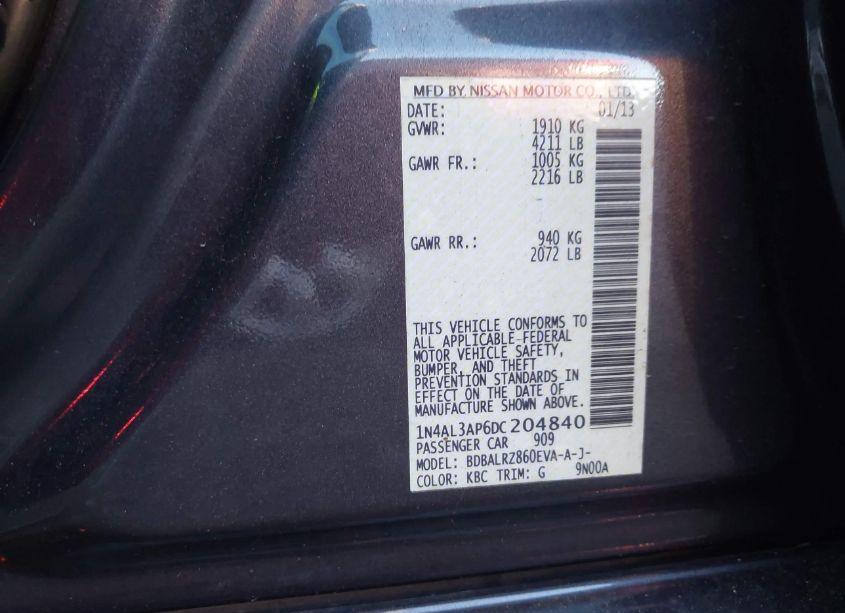 MFD BY NISSAN MOTOR CO., LTD.
DATE: 01/13
GVWR: 1910 KG
4211 LB
GAWR FR.: 1005 KG
2216 LB
GAWR RR.: 940 KG
2072 LB
THIS VEHICLE CONFORMS TO
ALL APPLICABLE FEDERAL
MOTOR VEHICLE SAFETY,
BUMPER, AND THEFT
PREVENTION STANDARDS IN
EFFECT ON THE DATE OF
MANUFACTURE SHOWN ABOVE.
1N4AL3AP6DC204840
PASSENGER CAR 909
MODEL: BDBALRZ860EVA-A-J-
COLOR: KBC TRIM: G 9N00A